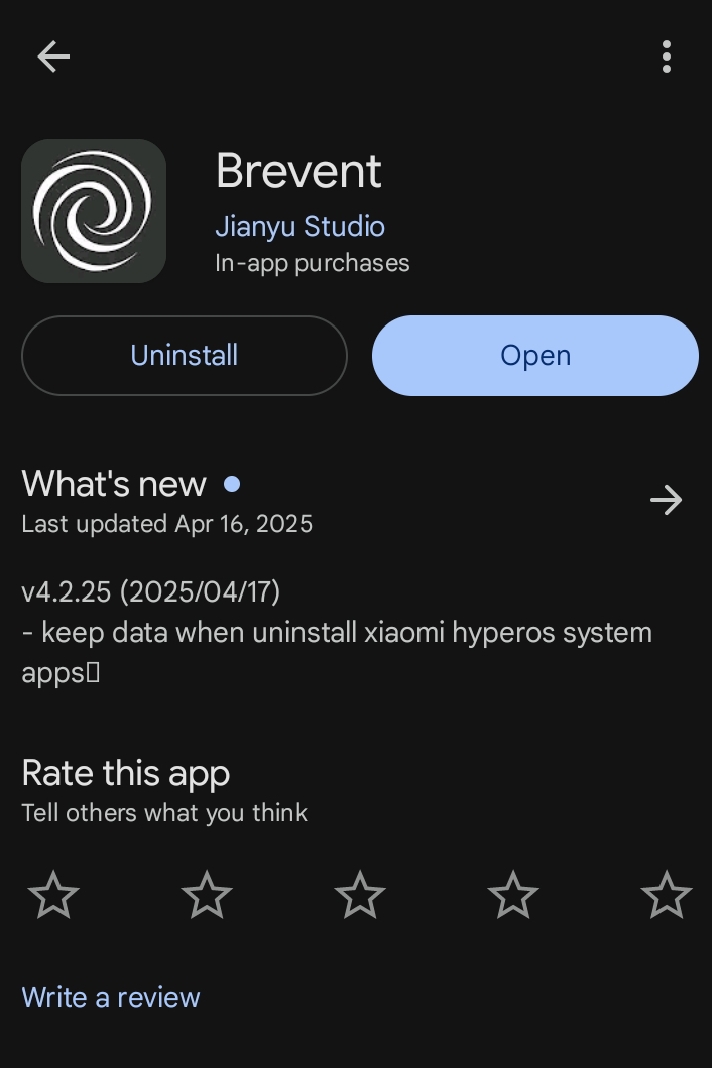 Brevent
Jianyu Studio
In-app purchases
Uninstall
Open
What's new
Last updated Apr 16, 2025
v4.2.25 (2025/04/17)
- keep data when uninstall xiaomi hyperos system
apps▯
Rate this app
Tell others what you think
Write a review